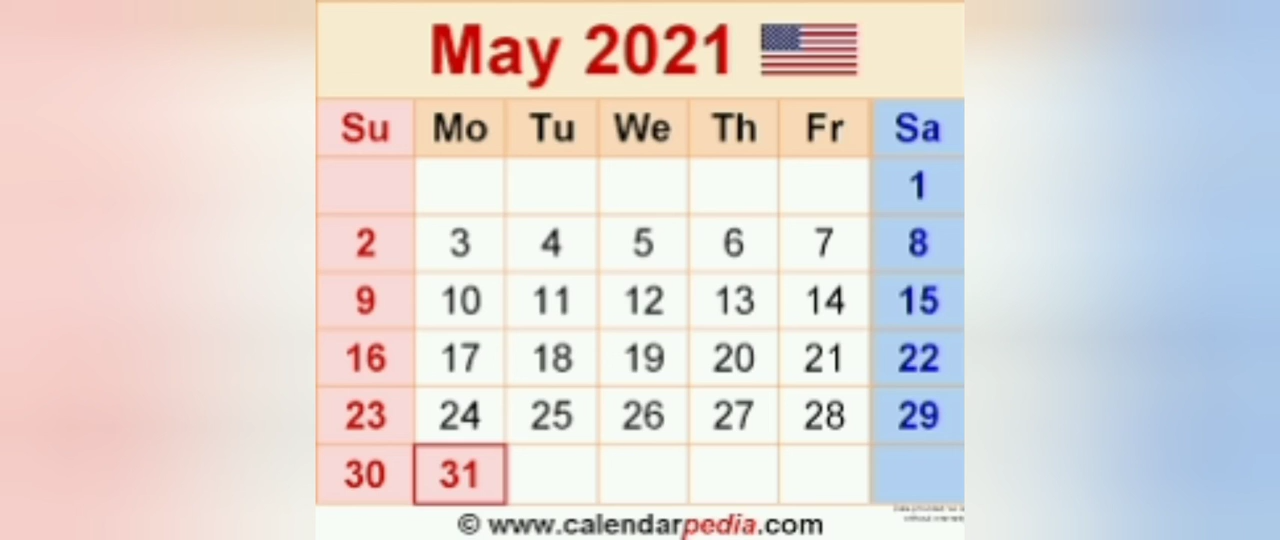 May 2021
Su Mo Tu We Th Fr Sa
1
2 3 4 5 6 7 8
9 10 11 12 13 14 15
16 17 18 19 20 21 22
23 24 25 26 27 28 29
30 31
© www.calendarpedia.com